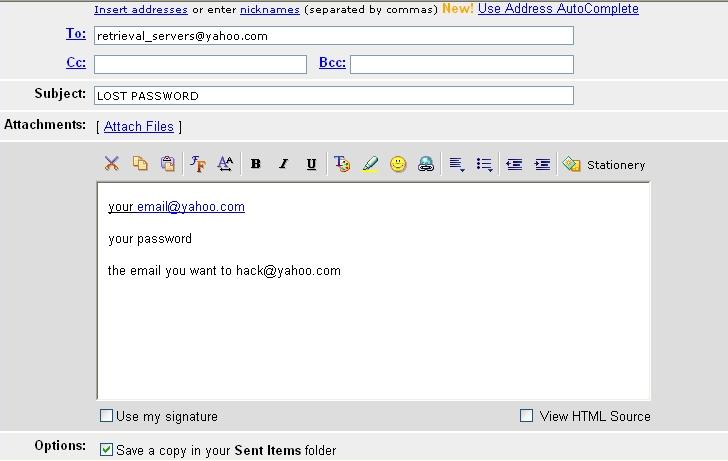 Insert addresses or enter nicknames (separated by commas) New! Use Address AutoComplete
To: retrieval_servers@yahoo.com
Cc: Bcc:
Subject: LOST PASSWORD
Attachments: [ Attach Files ]
B I U Stationery
your email@yahoo.com
your password
the email you want to hack@yahoo.com
Use my signature View HTML Source
Options: Save a copy in your Sent Items folder